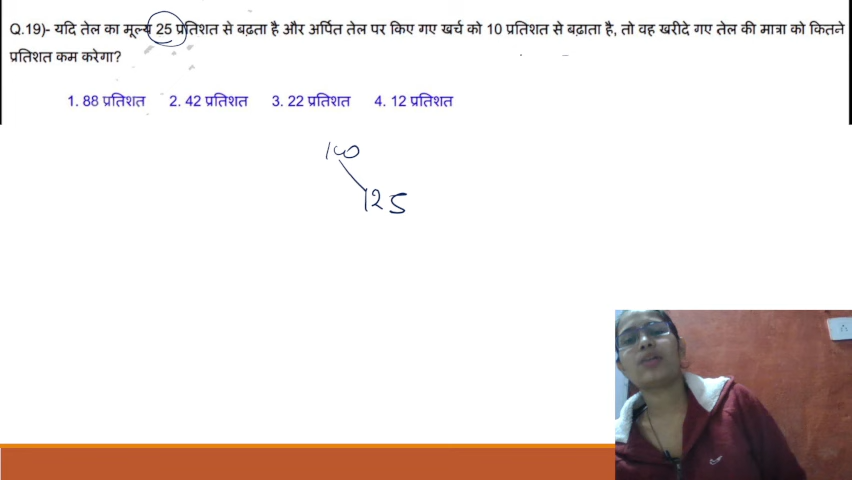 Q.19)- यदि तेल का मूल्य 25 प्रतिशत से बढ़ता है और अर्पित तेल पर किए गए खर्च को 10 प्रतिशत से बढ़ाता है, तो वह खरीदे गए तेल की मात्रा को कितने
प्रतिशत कम करेगा?
1. 88 प्रतिशत 2. 42 प्रतिशत 3. 22 प्रतिशत 4. 12 प्रतिशत
100
125